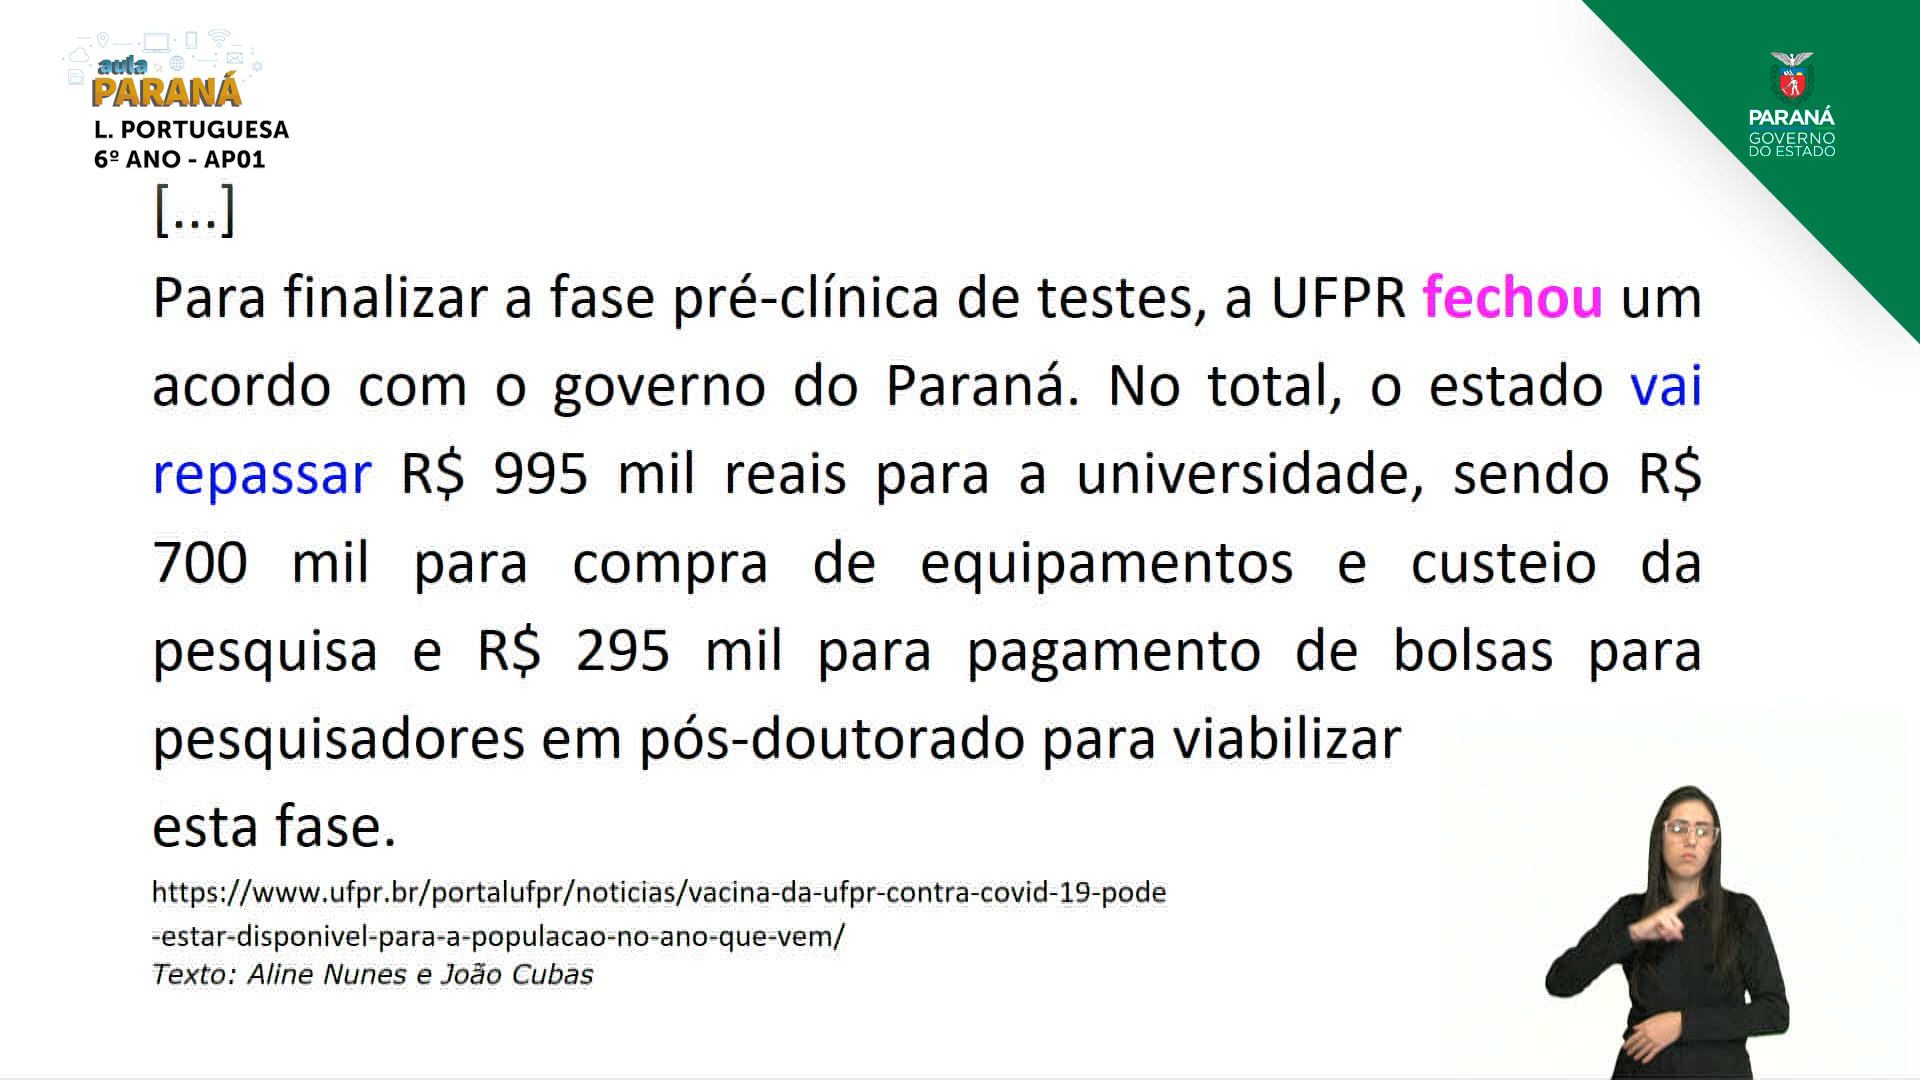 aula
PARANÁ
L. PORTUGUESA
6º ANO - AP01
PARANÁ
GOVERNO
DO ESTADO
[...]
Para finalizar a fase pré-clínica de testes, a UFPR fechou um
acordo com o governo do Paraná. No total, o estado vai
repassar R$ 995 mil reais para a universidade, sendo R$
700 mil para compra de equipamentos e custeio da
pesquisa e R$ 295 mil para pagamento de bolsas para
pesquisadores em pós-doutorado para viabilizar
esta fase.
https://www.ufpr.br/portalufpr/noticias/vacina-da-ufpr-contra-covid-19-pode
-estar-disponivel-para-a-populacao-no-ano-que-vem/
Texto: Aline Nunes e João Cubas